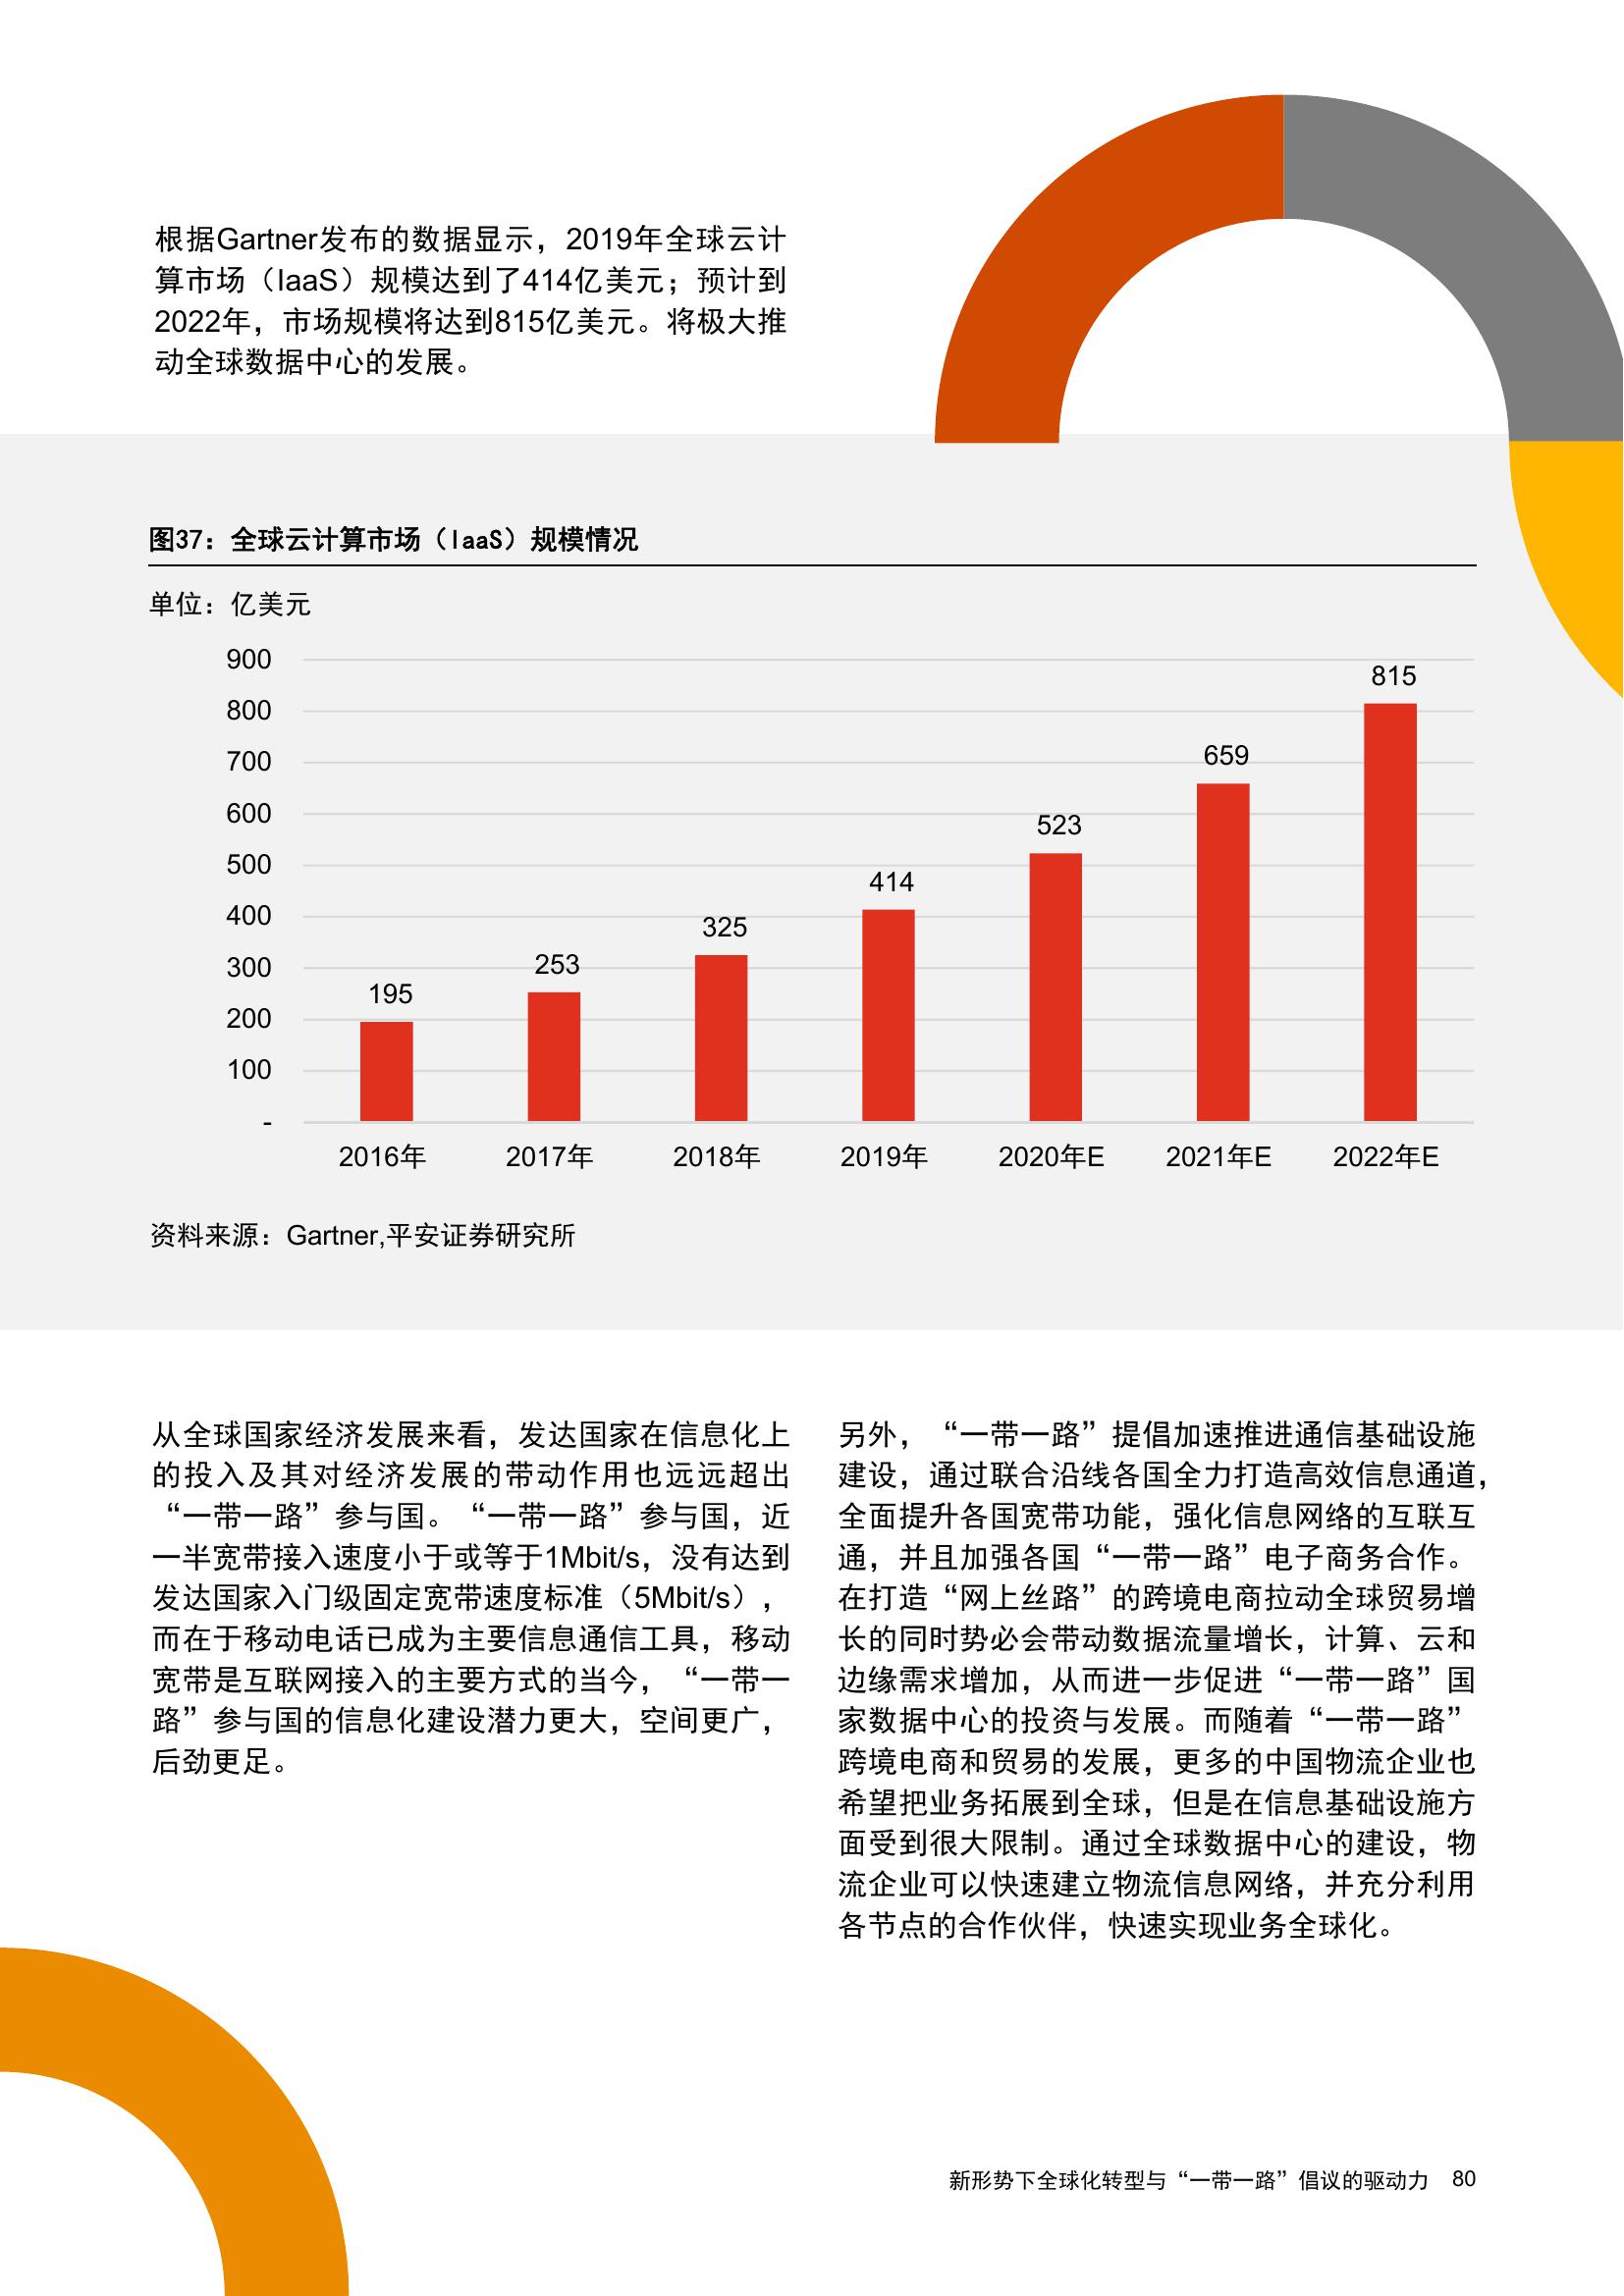 根据Gartner发布的数据显示，2019年全球云计
算市场（IaaS）规模达到了414亿美元；预计到
2022年，市场规模将达到815亿美元。将极大推
动全球数据中心的发展。
图37：全球云计算市场（IaaS）规模情况
单位：亿美元
900
800
700
600
500
400
300
200
100
-
195
253
325
414
523
659
815
2016年
2017年
2018年
2019年
2020年E
2021年E
2022年E
资料来源：Gartner,平安证券研究所
从全球国家经济发展来看，发达国家在信息化上
的投入及其对经济发展的带动作用也远远超出
“一带一路”参与国。“一带一路”参与国，近
一半宽带接入速度小于或等于1Mbit/s，没有达到
发达国家入门级固定宽带速度标准（5Mbit/s），
而在于移动电话已成为主要信息通信工具，移动
宽带是互联网接入的主要方式的当今，“一带一
路”参与国的信息化建设潜力更大，空间更广，
后劲更足。
另外，“一带一路”提倡加速推进通信基础设施
建设，通过联合沿线各国全力打造高效信息通道，
全面提升各国宽带功能，强化信息网络的互联互
通，并且加强各国“一带一路”电子商务合作。
在打造“网上丝路”的跨境电商拉动全球贸易增
长的同时势必会带动数据流量增长，计算、云和
边缘需求增加，从而进一步促进“一带一路”国
家数据中心的投资与发展。而随着“一带一路”
跨境电商和贸易的发展，更多的中国物流企业也
希望把业务拓展到全球，但是在信息基础设施方
面受到很大限制。通过全球数据中心的建设，物
流企业可以快速建立物流信息网络，并充分利用
各节点的合作伙伴，快速实现业务全球化。
新形势下全球化转型与“一带一路”倡议的驱动力 80